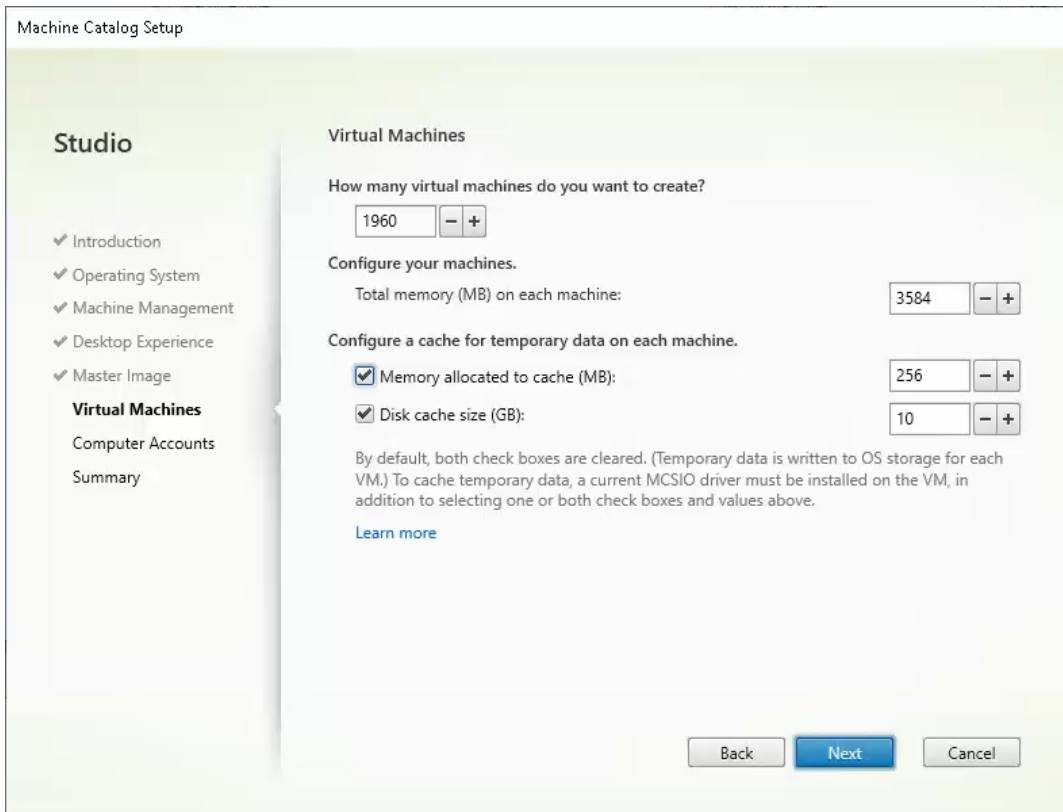 Machine Catalog Setup
Studio
Introduction
Operating System
Machine Management
Desktop Experience
Master Image
Virtual Machines
Computer Accounts
Summary
Virtual Machines
How many virtual machines do you want to create?
1960
Configure your machines.
Total memory (MB) on each machine:
3584
Configure a cache for temporary data on each machine.
Memory allocated to cache (MB):
256
Disk cache size (GB):
10
By default, both check boxes are cleared. (Temporary data is written to OS storage for each
VM.) To cache temporary data, a current MCSIO driver must be installed on the VM, in
addition to selecting one or both check boxes and values above.
Learn more
Back
Next
Cancel